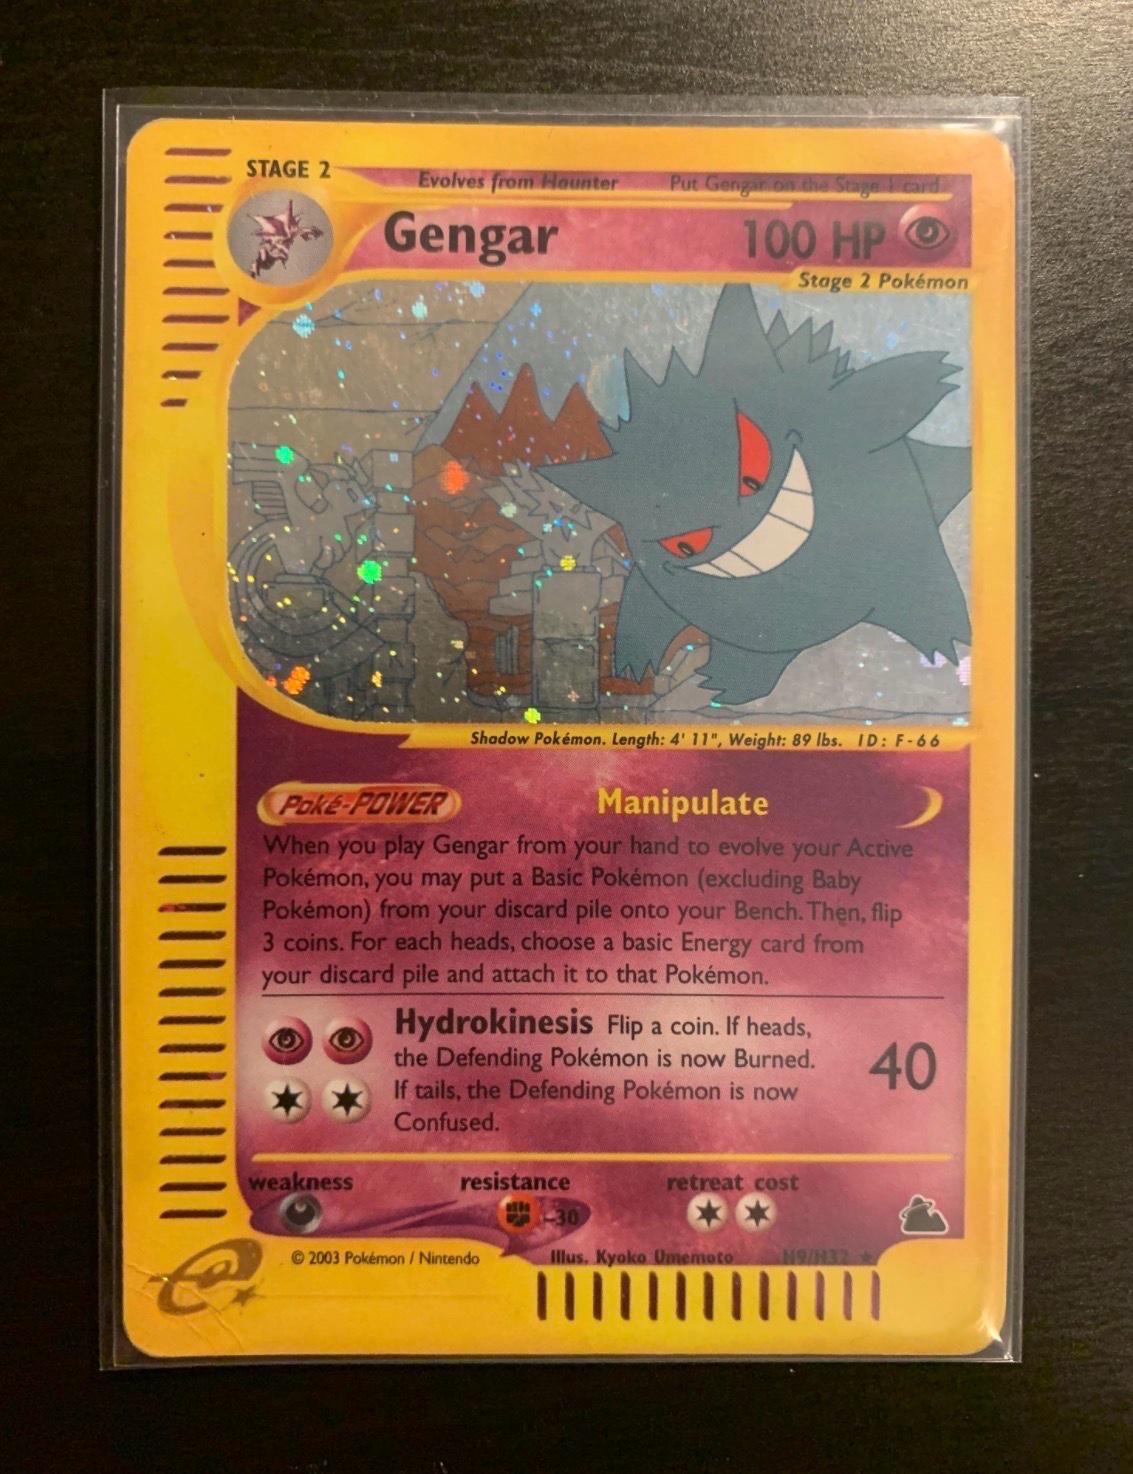 STAGE 2
Evolves from Haunter Put Gengar on the Stage 1 card
Gengar 100 HP
Stage 2 Pokémon
Shadow Pokémon. Length: 4' 11", Weight: 89 lbs. ID: F-66
Poké-POWER Manipulate
When you play Gengar from your hand to evolve your Active
Pokémon, you may put a Basic Pokémon (excluding Baby
Pokémon) from your discard pile onto your Bench. Then, flip
3 coins. For each heads, choose a basic Energy card from
your discard pile and attach it to that Pokémon.
Hydrokinesis Flip a coin. If heads,
the Defending Pokémon is now Burned.
If tails, the Defending Pokémon is now
Confused.
40
weakness resistance retreat cost
-30
© 2003 Pokémon / Nintendo Illus. Kyoko Umemoto H9/H32 ★
e